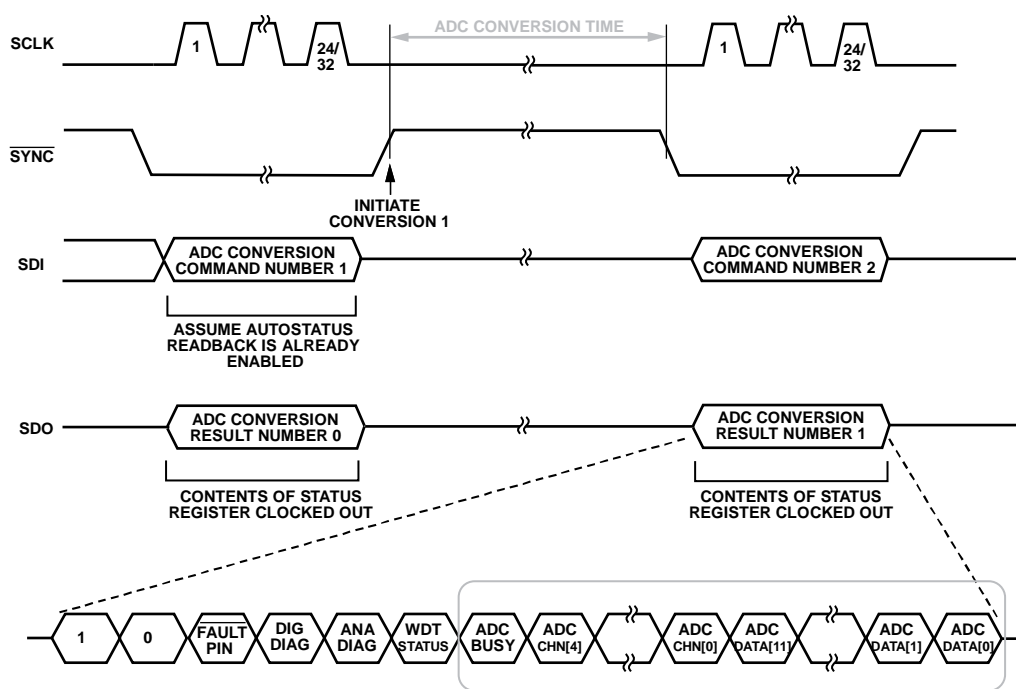 ADC CONVERSION TIME
SCLK
1
24/
32
1
24/
32
SYNC
INITIATE
CONVERSION 1
SDI
ADC CONVERSION
COMMAND NUMBER 1
ADC CONVERSION
COMMAND NUMBER 2
ASSUME AUTOSTATUS
READBACK IS ALREADY
ENABLED
SDO
ADC CONVERSION
RESULT NUMBER 0
ADC CONVERSION
RESULT NUMBER 1
CONTENTS OF STATUS
REGISTER CLOCKED OUT
CONTENTS OF STATUS
REGISTER CLOCKED OUT
1
0
FAULT
PIN
DIG
DIAG
ANA
DIAG
WDT
STATUS
ADC
BUSY
ADC
CHN[4]
ADC
CHN[0]
ADC
DATA[11]
ADC
DATA[1]
ADC
DATA[0]